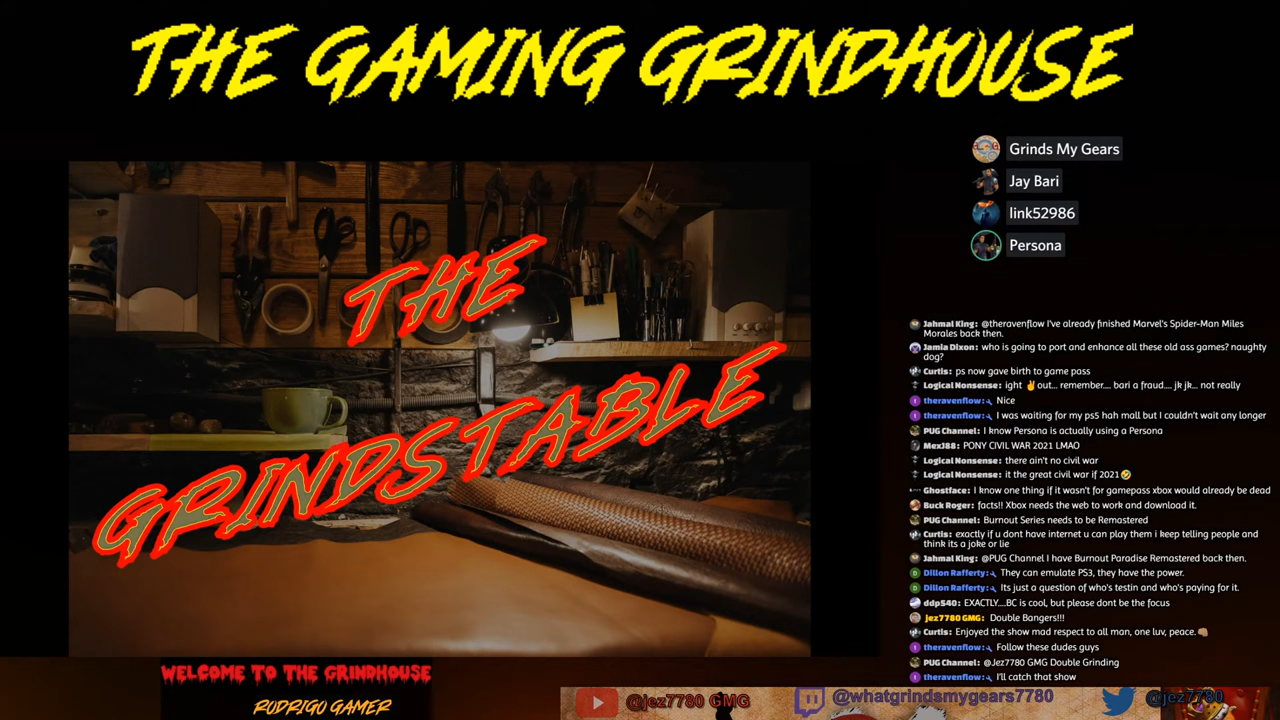 THE GAMING GRINDHOUSE
Grinds My Gears
Jay Bari
link52986
Persona
THE
GRINDSTABLE
Jahmal King: @theravenflow I've already finished Marvel's Spider-Man Miles
Morales back then.
Jamia Dixon: who is going to port and enhance all these old ass games? naughty
dog?
Curtis: ps now gave birth to game pass
Logical Nonsense: ight ✌out... remember.... bari a fraud.... jk jk... not really
theravenflow: Nice
theravenflow: I was waiting for my ps5 hah mall but I couldn't wait any longer
PUG Channel: I know Persona is actually using a Persona
MexJ88: PONY CIVIL WAR 2021 LMAO
Logical Nonsense: there ain't no civil war
Logical Nonsense: it the great civil war if 2021🤣
Ghostface: I know one thing if it wasn't for gamepass xbox would already be dead
Buck Roger: facts!! Xbox needs the web to work and download it.
PUG Channel: Burnout Series needs to be Remastered
Curtis: exactly if u dont have internet u can play them i keep telling people and
think its a joke or lie
Jahmal King: @PUG Channel I have Burnout Paradise Remastered back then.
Dillon Rafferty: They can emulate PS3, they have the power.
Dillon Rafferty: Its just a question of who's testin and who's paying for it.
ddp540: EXACTLY....BC is cool, but please dont be the focus
jez7780 GMG: Double Bangers!!!
Curtis: Enjoyed the show mad respect to all man, one luv, peace.👊🏽
theravenflow: Follow these dudes guys
PUG Channel: @Jez7780 GMG Double Grinding
theravenflow: I'll catch that show
WELCOME TO THE GRINDHOUSE
RODRIGO GAMER
@jez7780 GMG
@whatgrindsmygears7780
@jez7780